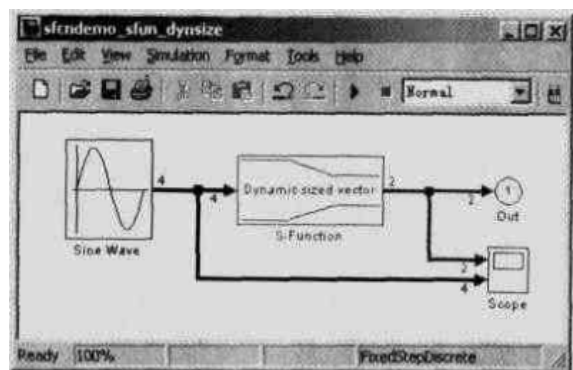 sfcndemo_sfun_dynsize
File Edit View Simulation Format Tools Help
Normal
4
4
Dynamic sized vector
2
2
1
Out
Sine Wave
S-Function
2
4
Scope
Ready 100% FixedStepDiscrete